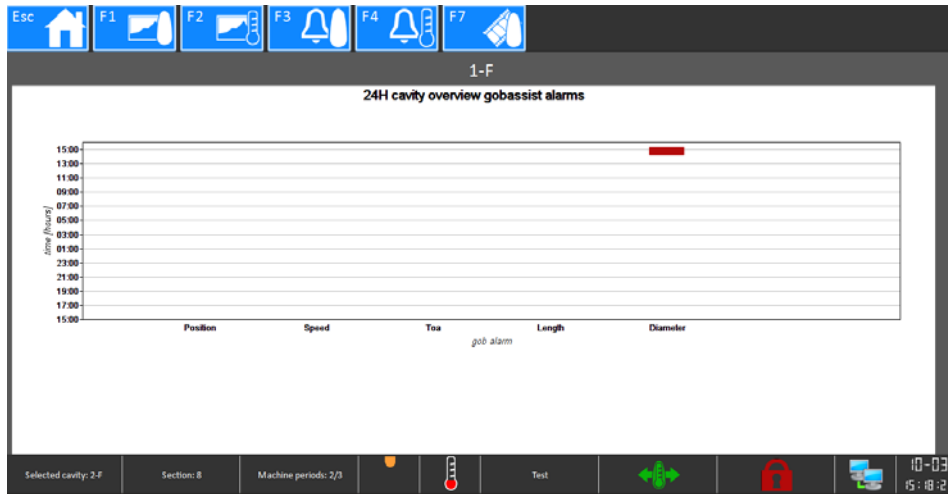 Esc F1 F2 F3 F4 F7
1-F
24H cavity overview gobassist alarms
15:00
13:00
11:00
09:00
07:00
05:00
03:00
01:00
23:00
21:00
19:00
17:00
15:00
time [hours]
Position Speed Toa Length Diameter
gob alarm
Selected cavity: 2-F Section: 8 Machine periods: 2/3 Test
10-03
15:18:2